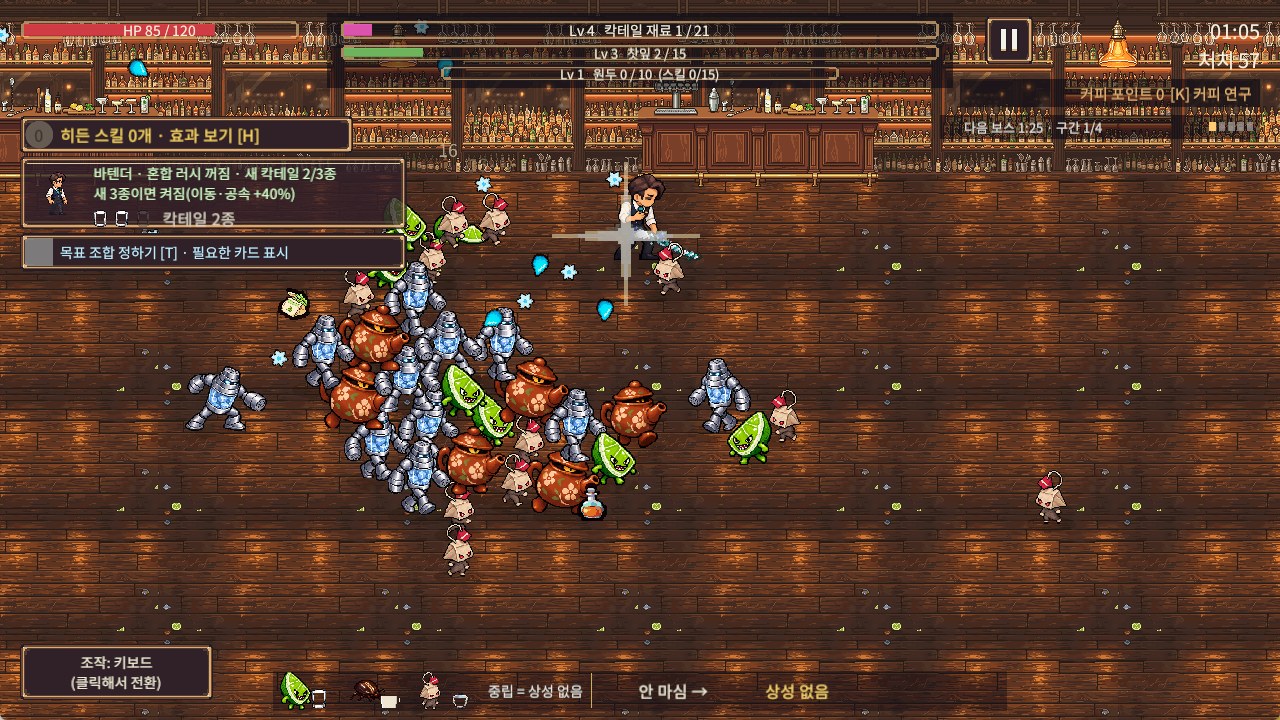 HP 85 / 120
Lv 4 칵테일 재료 1 / 21
Lv 3 찻잎 2 / 15
Lv 1 원두 0 / 10 (스킬 0/15)
01:05
처치 57
커피 포인트 0 [K] 커피 연구
다음 보스 1:25 · 구간 1/4
0
히든 스킬 0개 · 효과 보기 [H]
바텐더 · 혼합 러시 꺼짐 · 새 칵테일 2/3종
새 3종이면 켜짐(이동·공속 +40%)
칵테일 2종
목표 조합 정하기 [T] · 필요한 카드 표시
16
조작: 키보드
(클릭해서 전환)
중립 = 상성 없음
안 마심 →
상성 없음